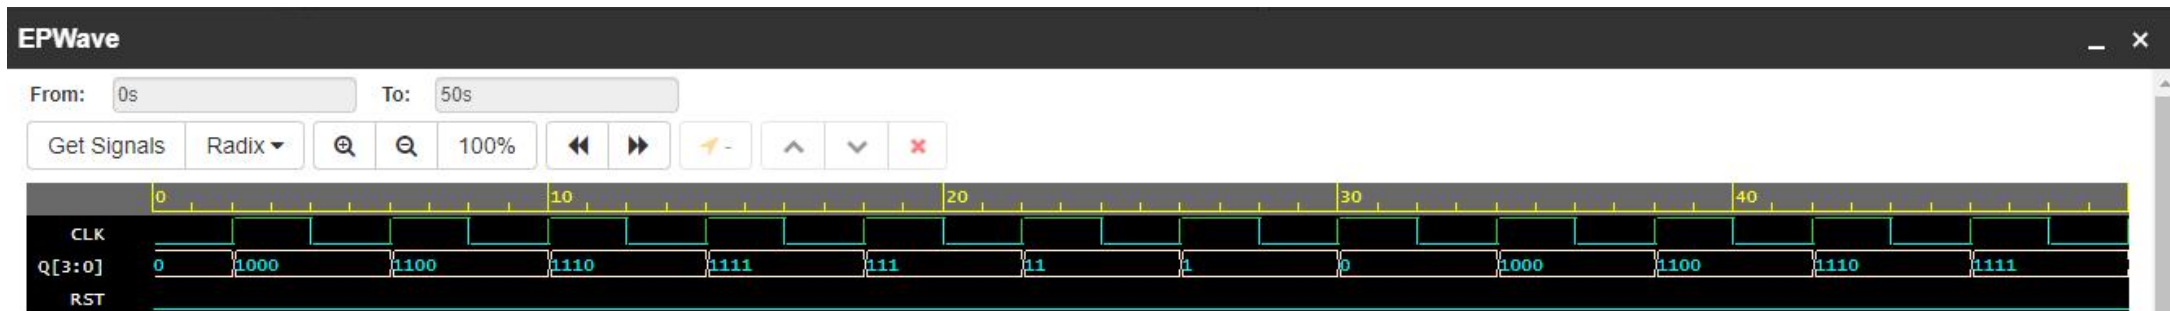 EPWave
From: 0s To: 50s
Get Signals Radix 100% -
0 10 20 30 40
CLK
Q[3:0] 0 1000 1100 1110 1111 111 11 1 0 1000 1100 1110 1111
RST